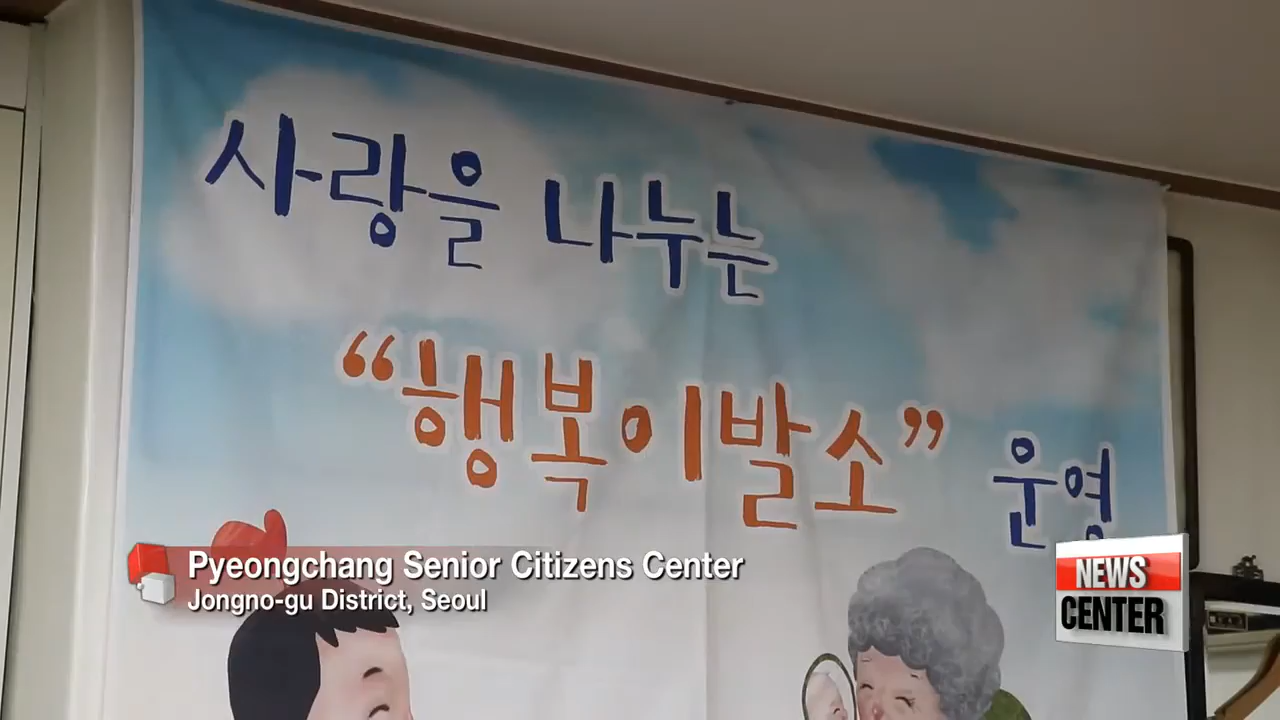 사랑을 나누는
“행복이발소” 운영
Pyeongchang Senior Citizens Center
Jongno-gu District, Seoul
NEWS
CENTER